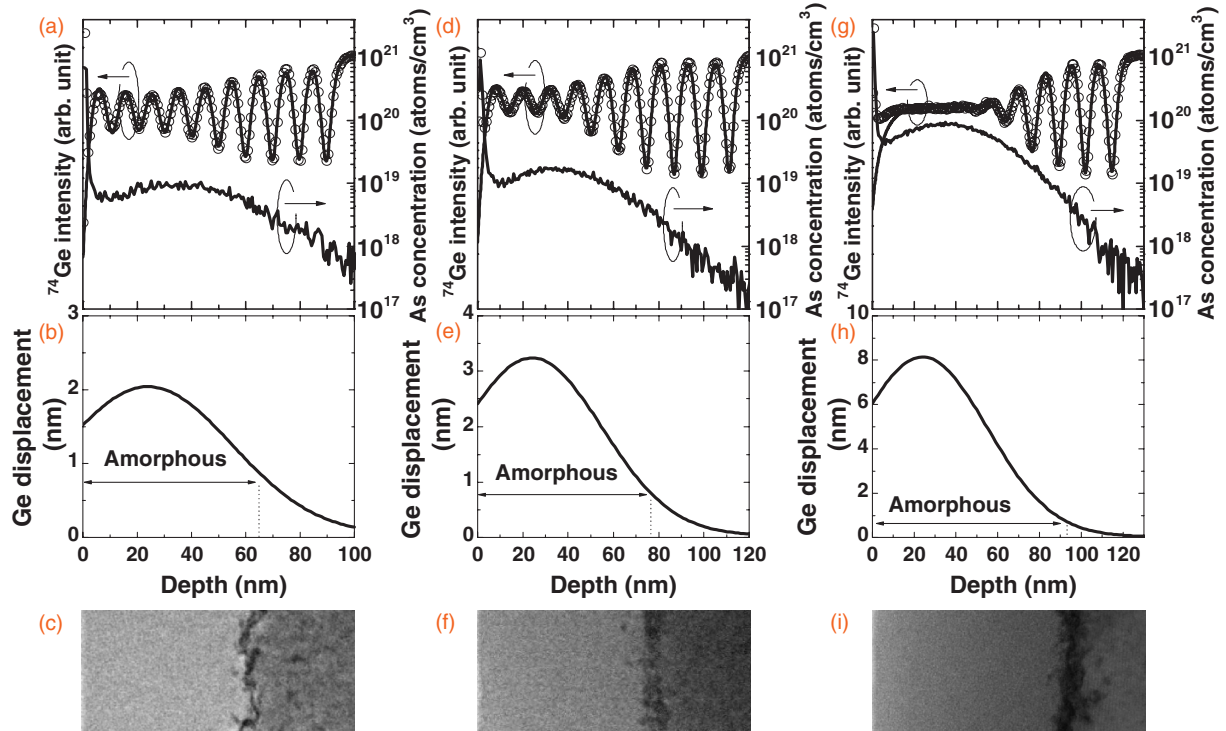 (a)
⁷⁴Ge intensity (arb. unit)
10²¹
10²⁰
10¹⁹
10¹⁸
10¹⁷
As concentration (atoms/cm³)
(d)
⁷⁴Ge intensity (arb. unit)
10²¹
10²⁰
10¹⁹
10¹⁸
10¹⁷
As concentration (atoms/cm³)
(g)
⁷⁴Ge intensity (arb. unit)
10²¹
10²⁰
10¹⁹
10¹⁸
10¹⁷
As concentration (atoms/cm³)
(b)
Ge displacement
(nm)
3
2
1
0
Amorphous
0 20 40 60 80 100
Depth (nm)
(e)
Ge displacement
(nm)
4
3
2
1
0
Amorphous
0 20 40 60 80 100 120
Depth (nm)
(h)
Ge displacement
(nm)
10
8
6
4
2
0
Amorphous
0 20 40 60 80 100 120
Depth (nm)
(c)
(f)
(i)